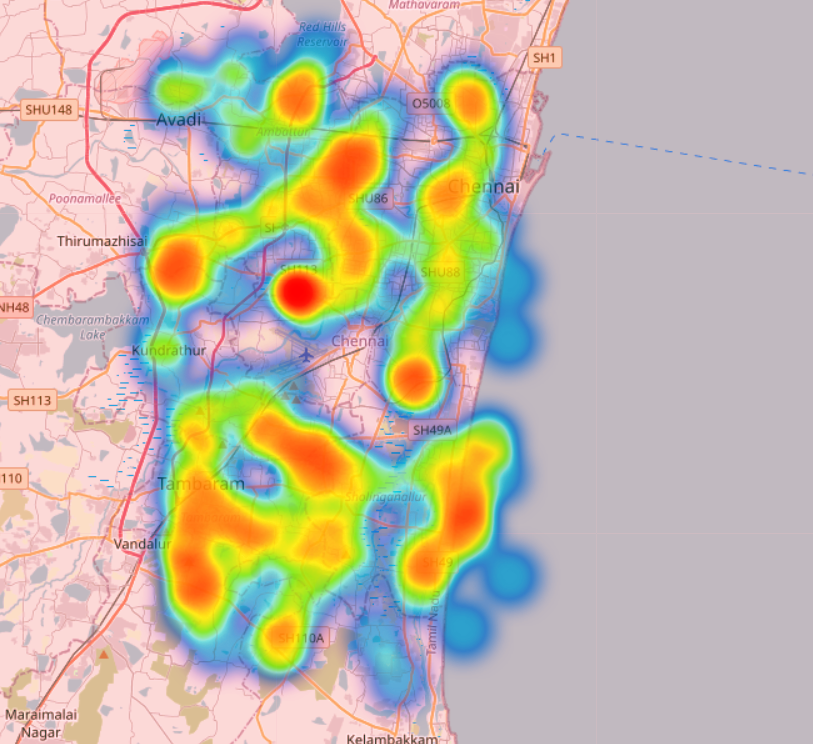 Mathavaram
Red Hills
Reservoir
SH1
SHU148
O5008
Avadi
Ambattur
Chennai
Poonamallee
SHU86
Thirumazhisai
SHU88
SH113
NH48
Chembarambakkam
Lake
Kundrathur
Chennai
SH113
SH49A
110
Tambaram
Sholinganallur
Vandalur
SH49
Tamil Nadu
SH110A
Maraimalai
Nagar
Kelambakkam